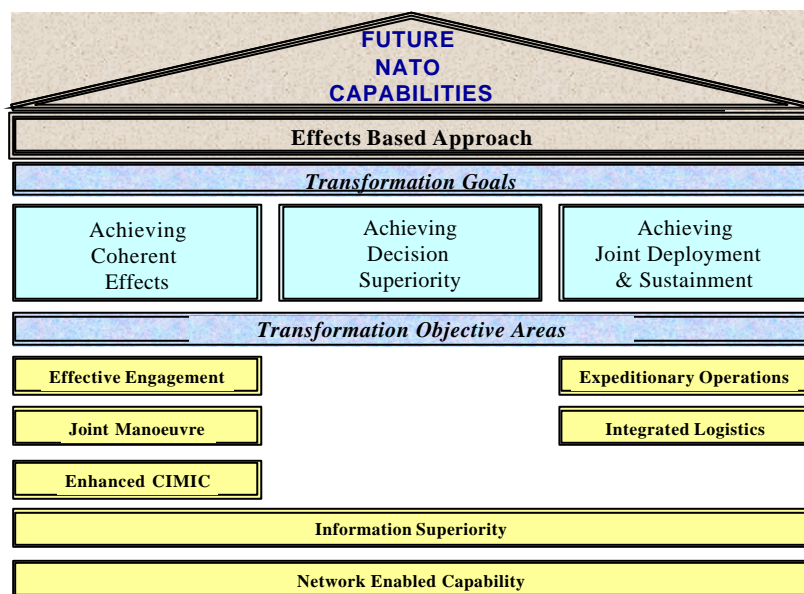 FUTURE
NATO
CAPABILITIES
Effects Based Approach
Transformation Goals
Achieving
Coherent
Effects
Achieving
Decision
Superiority
Achieving
Joint Deployment
& Sustainment
Transformation Objective Areas
Effective Engagement
Expeditionary Operations
Joint Manoeuvre
Integrated Logistics
Enhanced CIMIC
Information Superiority
Network Enabled Capability